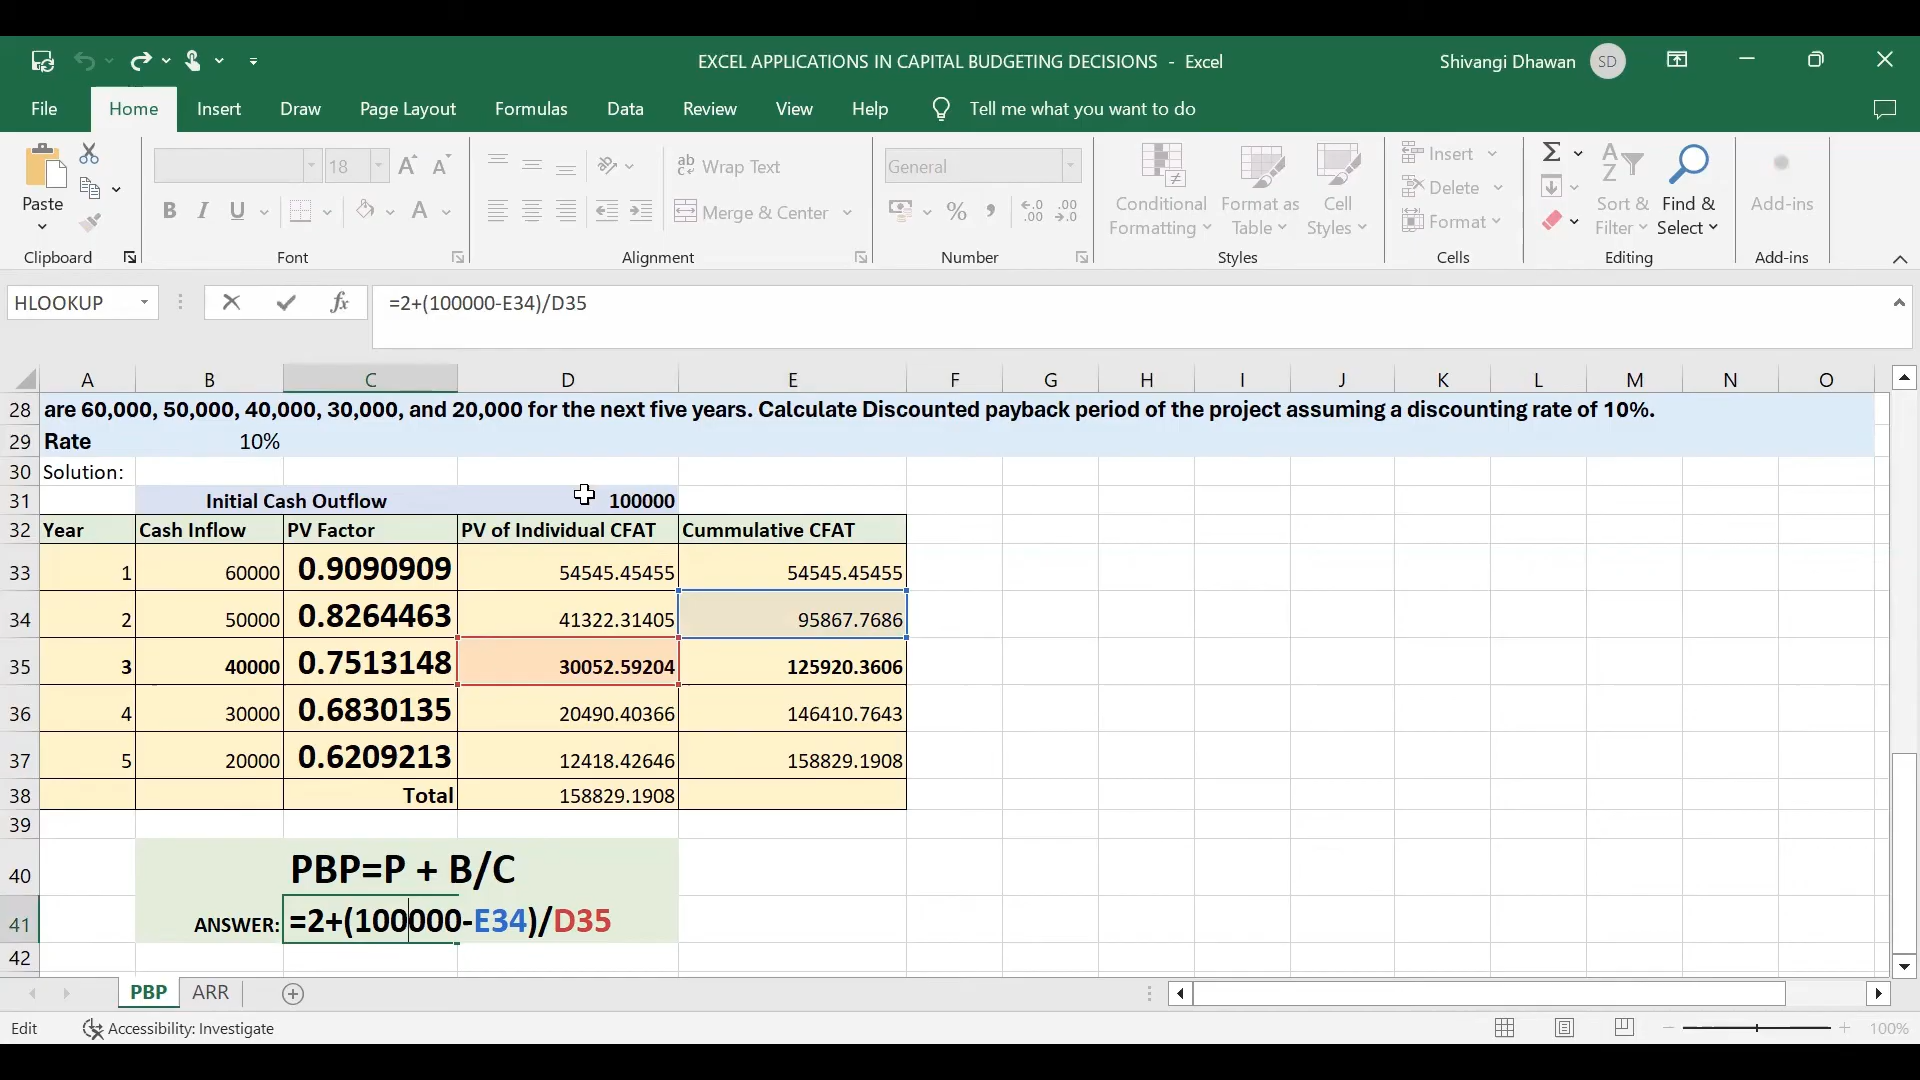 EXCEL APPLICATIONS IN CAPITAL BUDGETING DECISIONS - Excel
Shivangi Dhawan SD
File Home Insert Draw Page Layout Formulas Data Review View Help Tell me what you want to do
Paste
Clipboard
18
B I U
Font
Wrap Text
Merge & Center
Alignment
General
Number
Conditional Formatting
Format as Table
Cell Styles
Styles
Insert
Delete
Format
Cells
Sort & Filter
Find & Select
Editing
Add-ins
Add-ins
HLOOKUP fx =2+(100000-E34)/D35
A B C D E F G H I J K L M N O
28 are 60,000, 50,000, 40,000, 30,000, and 20,000 for the next five years. Calculate Discounted payback period of the project assuming a discounting rate of 10%.
29 Rate 10%
30 Solution:
31 Initial Cash Outflow 100000
32 Year Cash Inflow PV Factor PV of Individual CFAT Cummulative CFAT
33 1 60000 0.9090909 54545.45455 54545.45455
34 2 50000 0.8264463 41322.31405 95867.7686
35 3 40000 0.7513148 30052.59204 125920.3606
36 4 30000 0.6830135 20490.40366 146410.7643
37 5 20000 0.6209213 12418.42646 158829.1908
38 Total 158829.1908
39
40 PBP=P + B/C
41 ANSWER: =2+(100000-E34)/D35
42
PBP ARR
Edit Accessibility: Investigate 100%